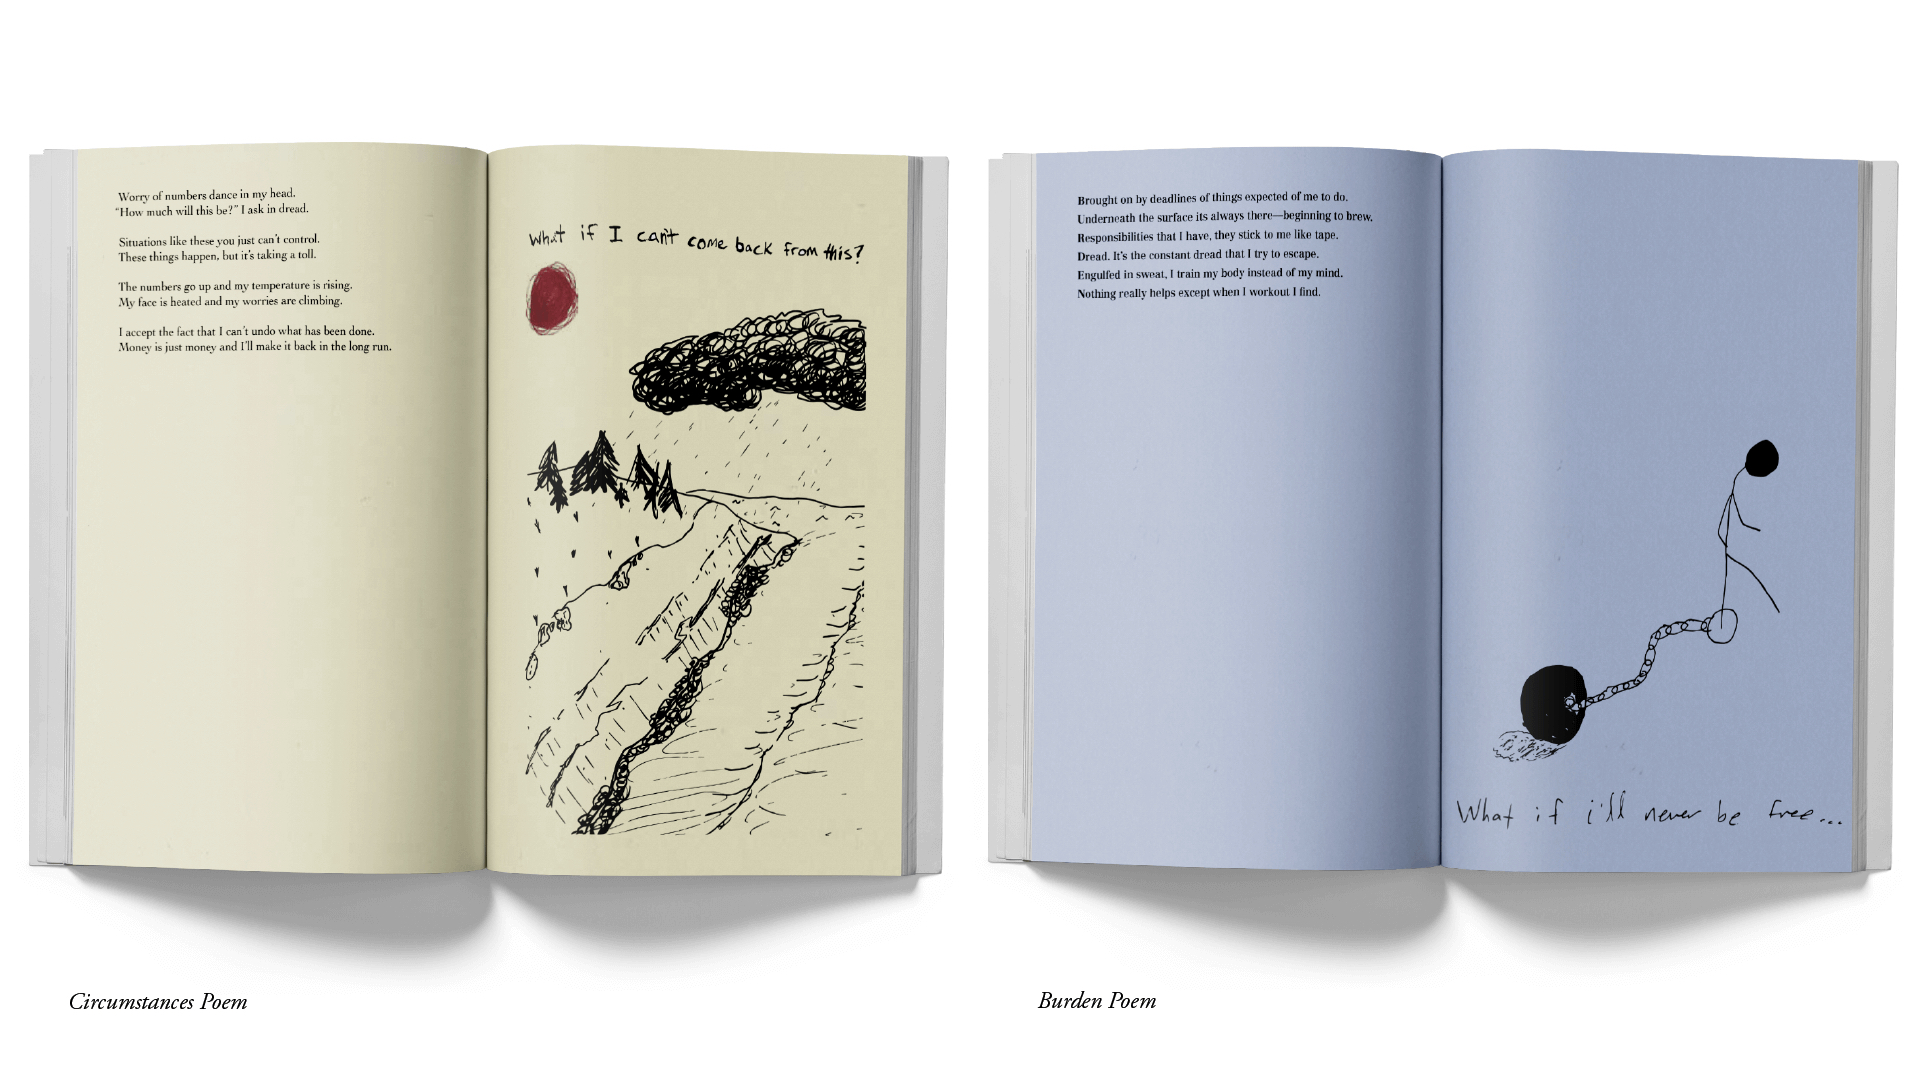 Worry of numbers dance in my head.
“How much will this be?” I ask in dread.
Situations like these you just can’t control.
These things happen, but it’s taking a toll.
The numbers go up and my temperature is rising.
My face is heated and my worries are climbing.
I accept the fact that I can’t undo what has been done.
Money is just money and I’ll make it back in the long run.
What if I can't come back from this?
Circumstances Poem
Brought on by deadlines of things expected of me to do.
Underneath the surface its always there—beginning to brew.
Responsibilities that I have, they stick to me like tape.
Dread. It’s the constant dread that I try to escape.
Engulfed in sweat, I train my body instead of my mind.
Nothing really helps except when I workout I find.
What if i'll never be free...
Burden Poem